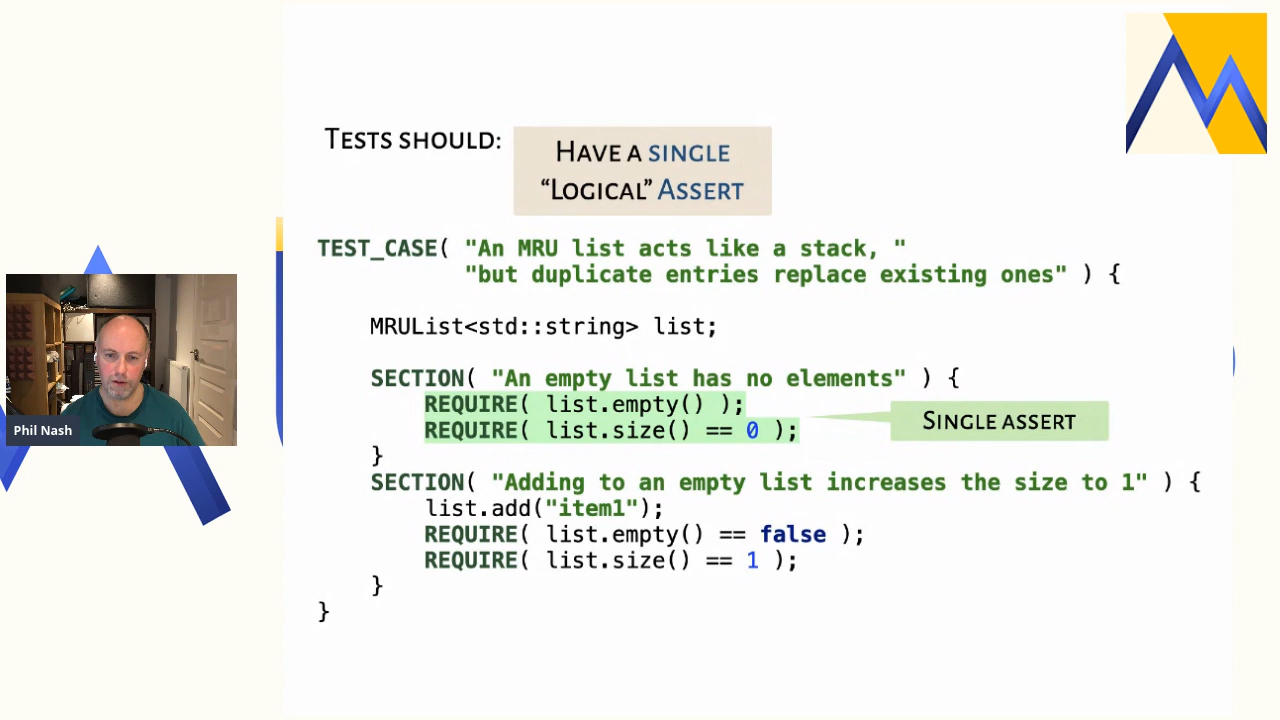 TESTS SHOULD:
HAVE A SINGLE
“LOGICAL” ASSERT
TEST_CASE( "An MRU list acts like a stack, "
"but duplicate entries replace existing ones" ) {
MRUList<std::string> list;
SECTION( "An empty list has no elements" ) {
REQUIRE( list.empty() );
REQUIRE( list.size() == 0 );
SINGLE ASSERT
}
SECTION( "Adding to an empty list increases the size to 1" ) {
list.add("item1");
REQUIRE( list.empty() == false );
REQUIRE( list.size() == 1 );
}
}
Phil Nash